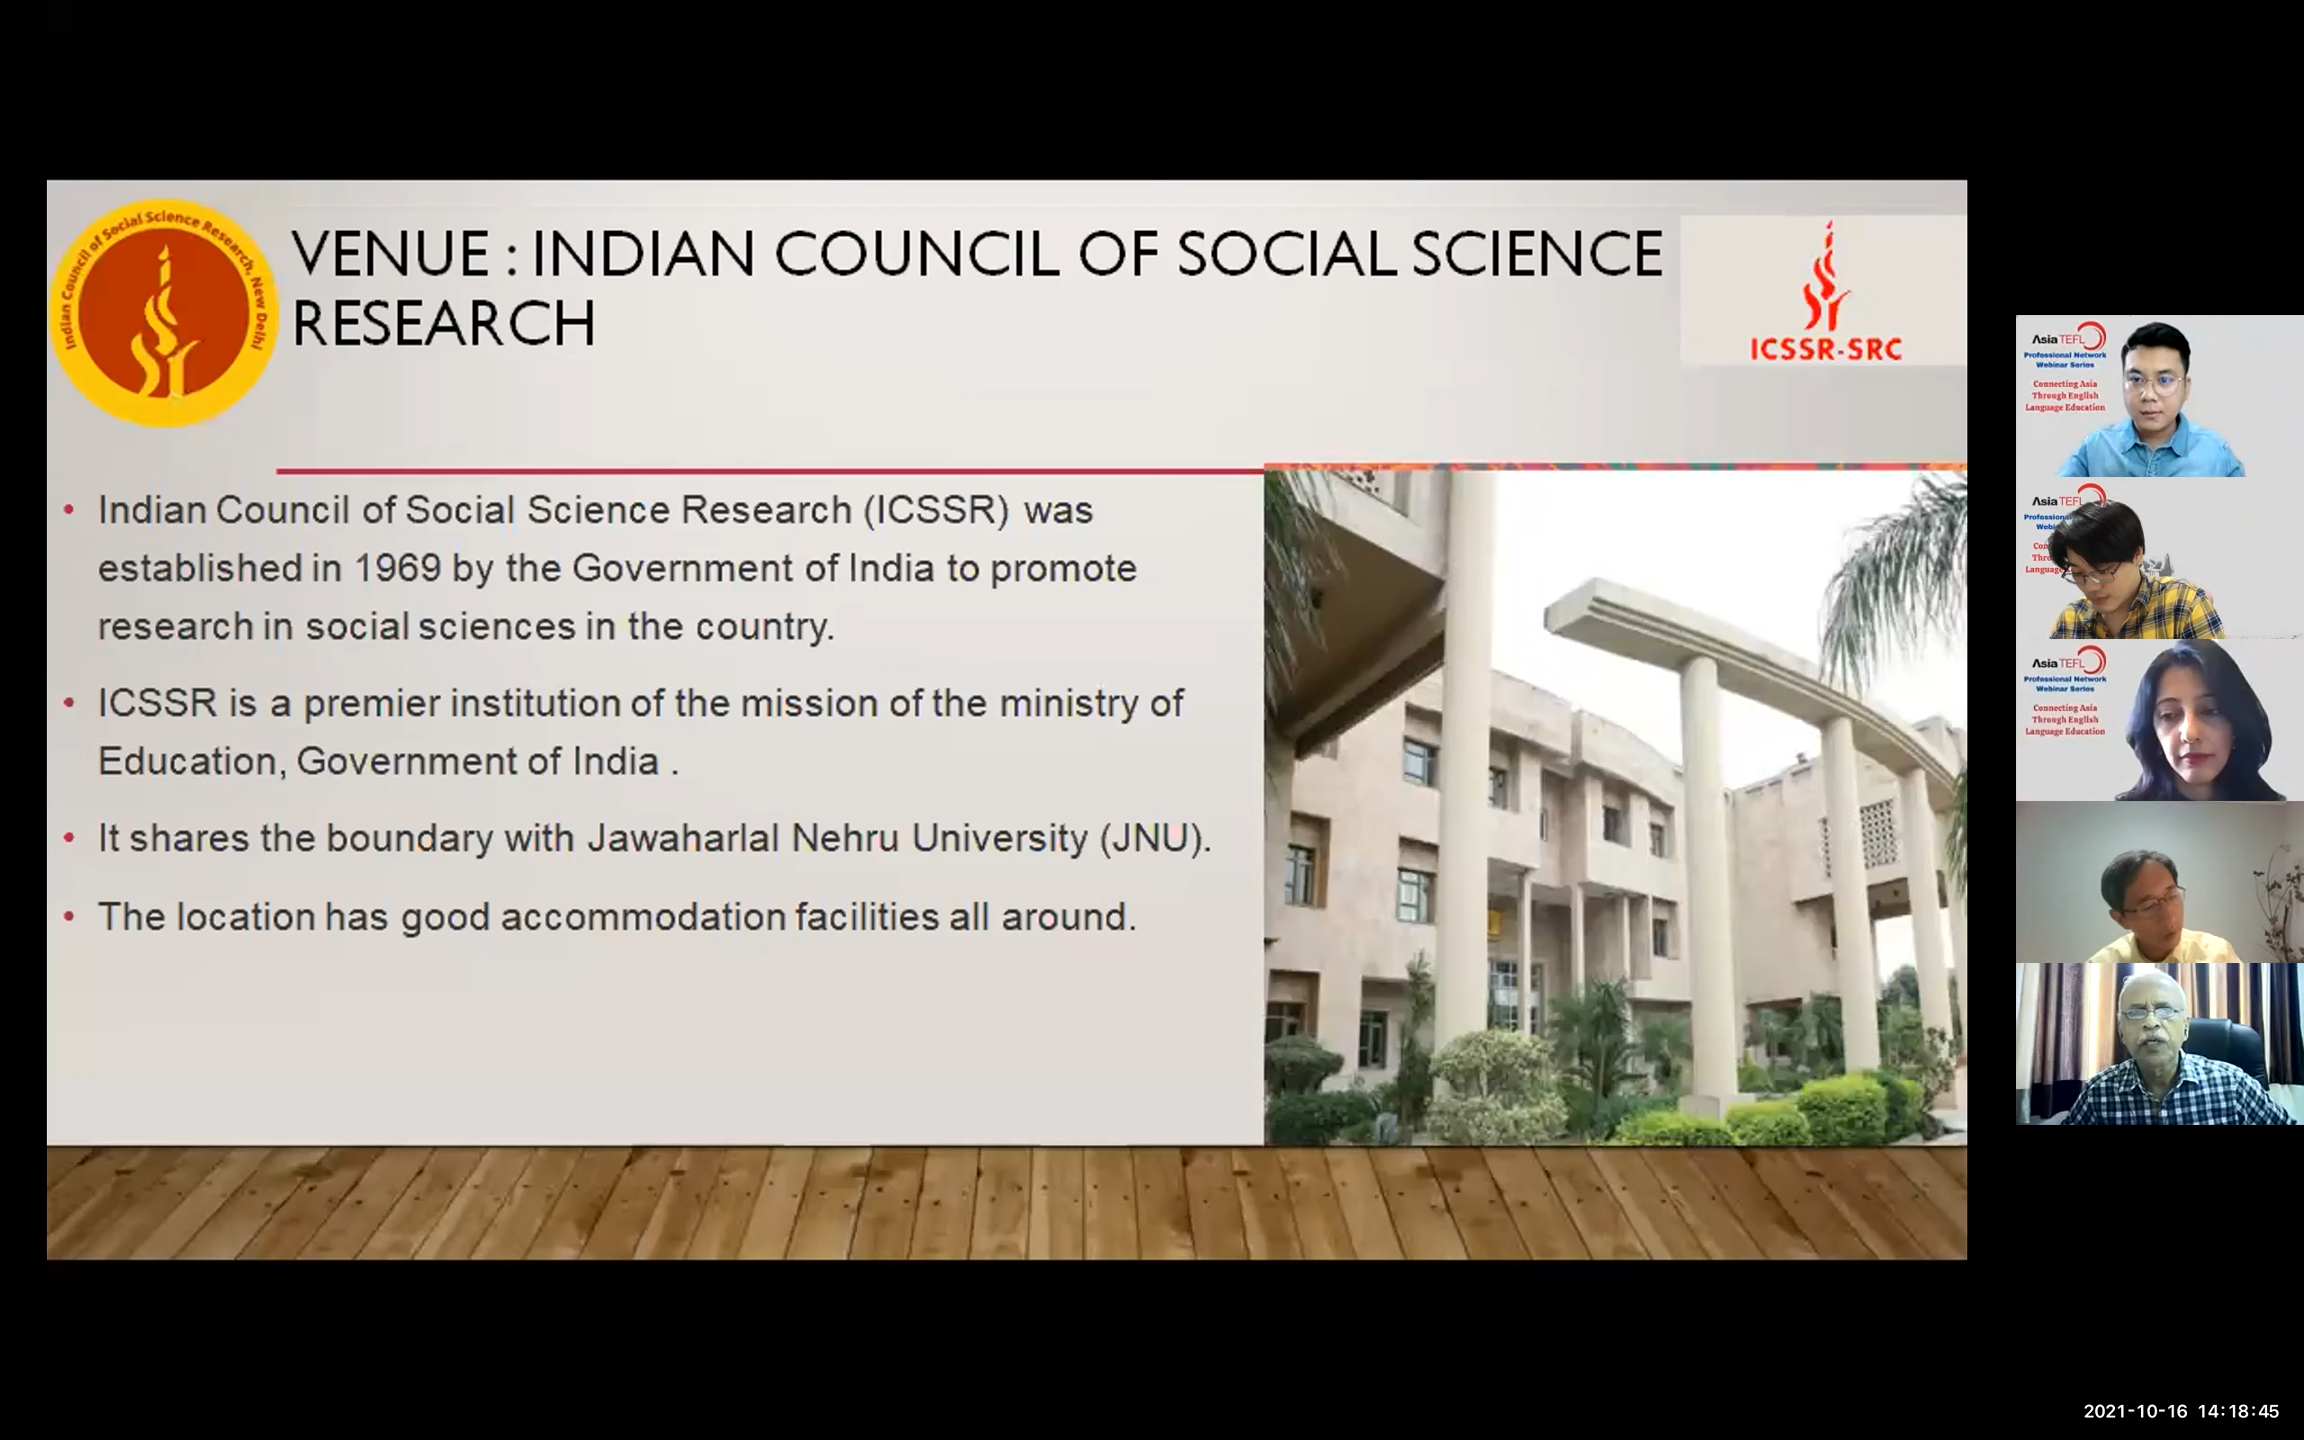 Indian Council of Social Science Research, New Delhi
VENUE : INDIAN COUNCIL OF SOCIAL SCIENCE
RESEARCH
ICSSR-SRC
• Indian Council of Social Science Research (ICSSR) was
established in 1969 by the Government of India to promote
research in social sciences in the country.
• ICSSR is a premier institution of the mission of the ministry of
Education, Government of India .
• It shares the boundary with Jawaharlal Nehru University (JNU).
• The location has good accommodation facilities all around.
Asia TEFL
Professional Network
Webinar Series
Connecting Asia
Through English
Language Education
Asia TEFL
Asia TEFL
Professional Network
Webinar Series
Connecting Asia
Through English
Language Education
2021-10-16 14:18:45